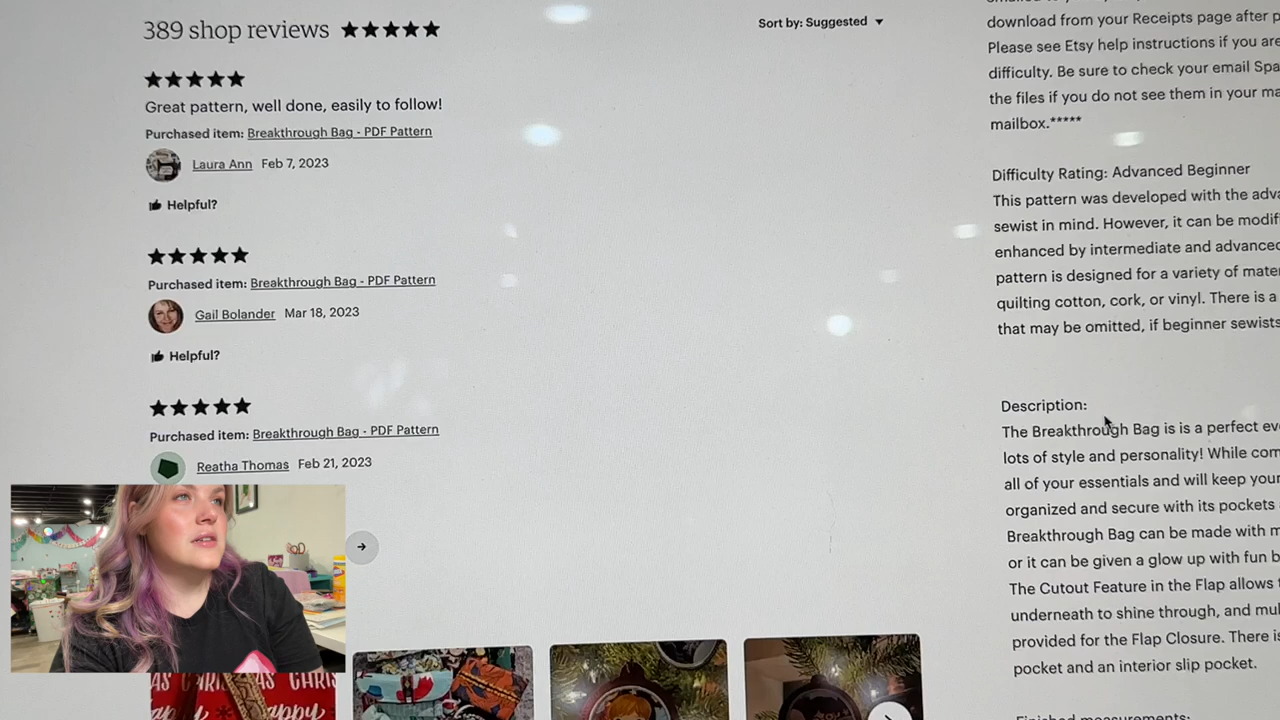 389 shop reviews
Sort by: Suggested
Great pattern, well done, easily to follow!
Purchased item: Breakthrough Bag - PDF Pattern
Laura Ann Feb 7, 2023
Helpful?
Purchased item: Breakthrough Bag - PDF Pattern
Gail Bolander Mar 18, 2023
Helpful?
Purchased item: Breakthrough Bag - PDF Pattern
Reatha Thomas Feb 21, 2023
download from your Receipts page after
Please see Etsy help instructions if you are
difficulty. Be sure to check your email
the files if you do not see them in your
mailbox.*****
Difficulty Rating: Advanced Beginner
This pattern was developed with the
sewist in mind. However, it can be
enhanced by intermediate and
pattern is designed for a variety of
quilting cotton, cork, or vinyl. There is a
that may be omitted, if beginner sewists
Description:
The Breakthrough Bag is is a perfect
lots of style and personality! While
all of your essentials and will keep your
organized and secure with its pockets
Breakthrough Bag can be made with
or it can be given a glow up with fun
The Cutout Feature in the Flap allows
underneath to shine through, and
provided for the Flap Closure. There is
pocket and an interior slip pocket.
Finished measurements: